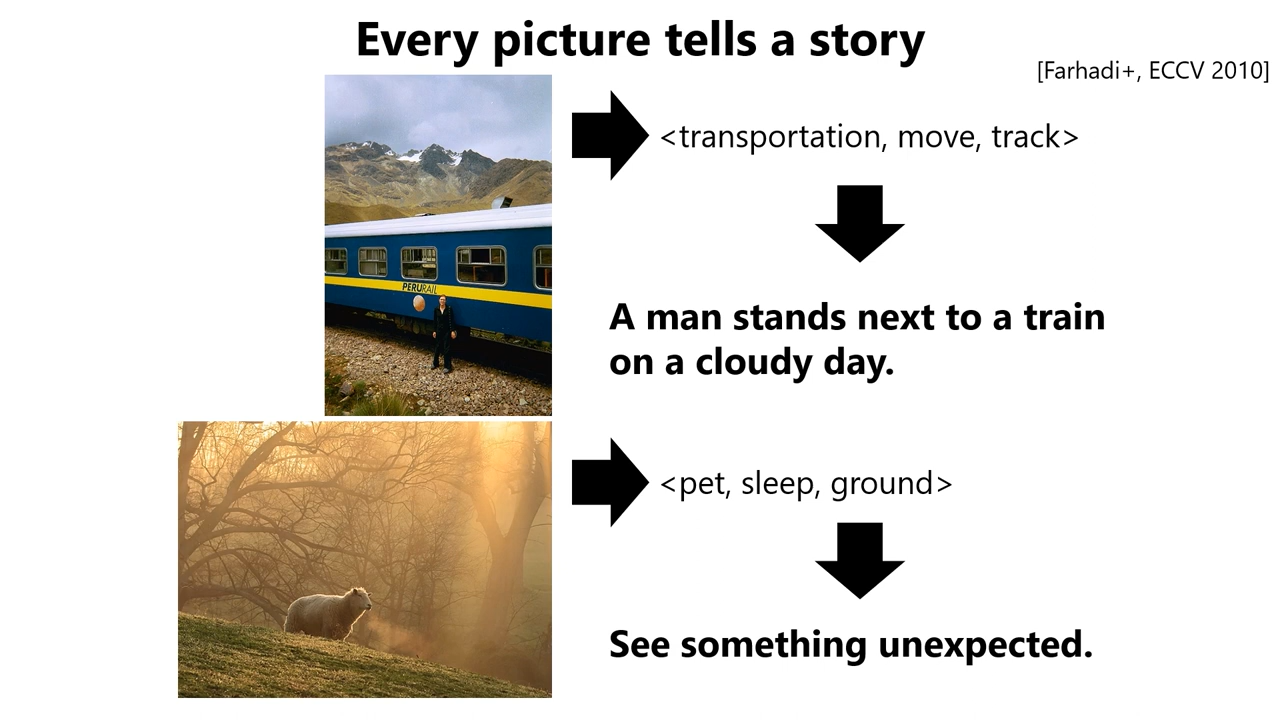 Every picture tells a story
[Farhadi+, ECCV 2010]
<transportation, move, track>
PERURAIL
A man stands next to a train
on a cloudy day.
<pet, sleep, ground>
See something unexpected.